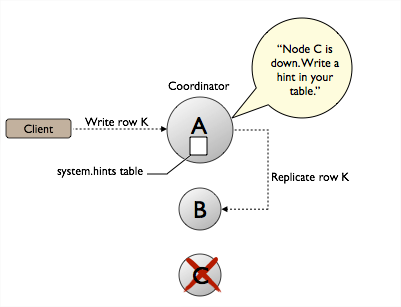 “Node C is
down. Write a
hint in your
table.”
Coordinator
Client
Write row K
A
system.hints table
Replicate row K
B
C